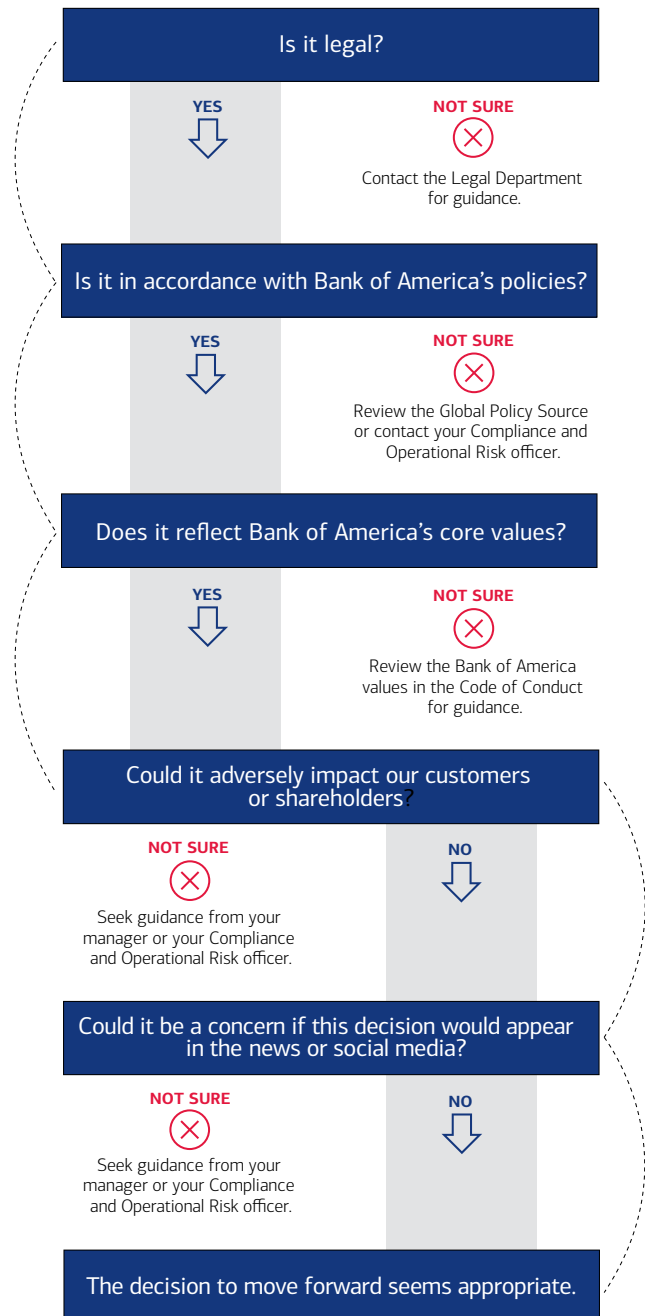 Is it legal?
YES
NOT SURE
Contact the Legal Department
for guidance.
Is it in accordance with Bank of America’s policies?
YES
NOT SURE
Review the Global Policy Source
or contact your Compliance and
Operational Risk officer.
Does it reflect Bank of America’s core values?
YES
NOT SURE
Review the Bank of America
values in the Code of Conduct
for guidance.
Could it adversely impact our customers
or shareholders?
NOT SURE
Seek guidance from your
manager or your Compliance
and Operational Risk officer.
NO
Could it be a concern if this decision would appear
in the news or social media?
NOT SURE
Seek guidance from your
manager or your Compliance
and Operational Risk officer.
NO
The decision to move forward seems appropriate.